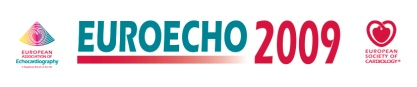 EUROECHO 2009
EUROPEAN
ASSOCIATION OF
Echocardiography
EUROPEAN
SOCIETY OF
CARDIOLOGY®